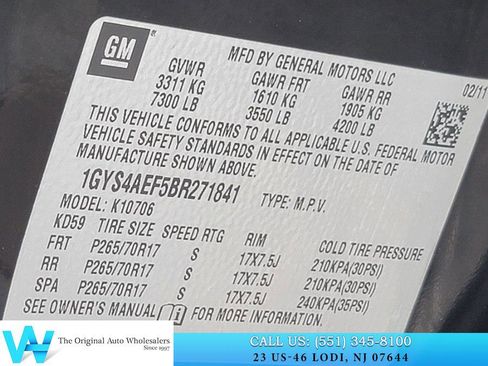 GM
MFD BY GENERAL MOTORS LLC
02/11
GVWR GAWR FRT GAWR RR
3311 KG 1610 KG 1905 KG
7300 LB 3550 LB 4200 LB
THIS VEHICLE CONFORMS TO ALL APPLICABLE U.S. FEDERAL MOTOR
VEHICLE SAFETY STANDARDS IN EFFECT ON THE DATE OF
MANUFACTURE SHOWN ABOVE.
1GYS4AEF5BR271841
TYPE: M.P.V.
MODEL: K10706
KD59 TIRE SIZE SPEED RTG RIM COLD TIRE PRESSURE
FRT P265/70R17 S 17X7.5J 210KPA(30PSI)
RR P265/70R17 S 17X7.5J 210KPA(30PSI)
SPA P265/70R17 S 17X7.5J 240KPA(35PSI)
SEE OWNER'S MANUAL FOR MORE INFORMATION.
W The Original Auto Wholesalers
Since 1997
CALL US: (551) 345-8100
23 US-46 LODI, NJ 07644